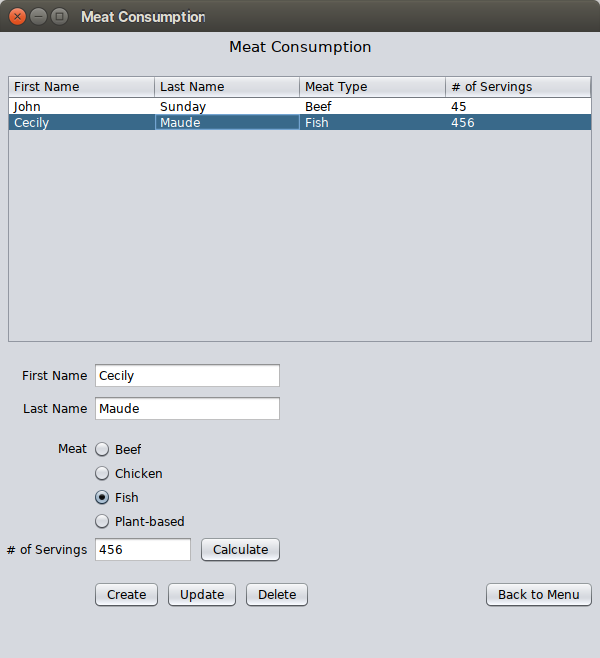 Meat Consumption
Meat Consumption
First Name Last Name Meat Type # of Servings
John Sunday Beef 45
Cecily Maude Fish 456
First Name Cecily
Last Name Maude
Meat Beef
Chicken
Fish
Plant-based
# of Servings 456 Calculate
Create Update Delete Back to Menu